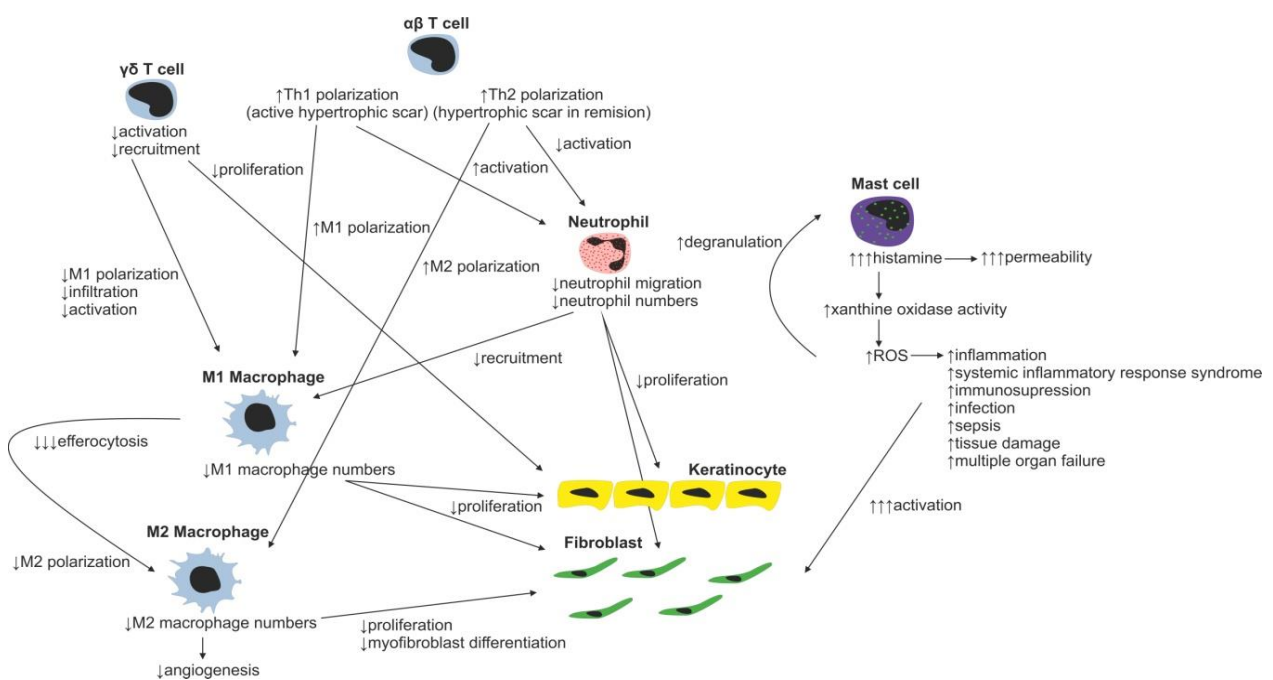 αβ T cell
γδ T cell
↓activation
↓recruitment
↑Th1 polarization
(active hypertrophic scar)
↑Th2 polarization
(hypertrophic scar in remision)
↓proliferation
↑activation
↓activation
↑M1 polarization
↑M2 polarization
↓M1 polarization
↓infiltration
↓activation
Neutrophil
↓neutrophil migration
↓neutrophil numbers
↓recruitment
↓proliferation
Mast cell
↑degranulation
↑↑↑histamine
↑↑↑permeability
↑xanthine oxidase activity
↑ROS
↑inflammation
↑systemic inflammatory response syndrome
↑immunosupression
↑infection
↑sepsis
↑tissue damage
↑multiple organ failure
↑↑↑activation
M1 Macrophage
↓↓↓efferocytosis
↓M1 macrophage numbers
↓proliferation
Keratinocyte
Fibroblast
M2 Macrophage
↓M2 polarization
↓M2 macrophage numbers
↓proliferation
↓myofibroblast differentiation
↓angiogenesis